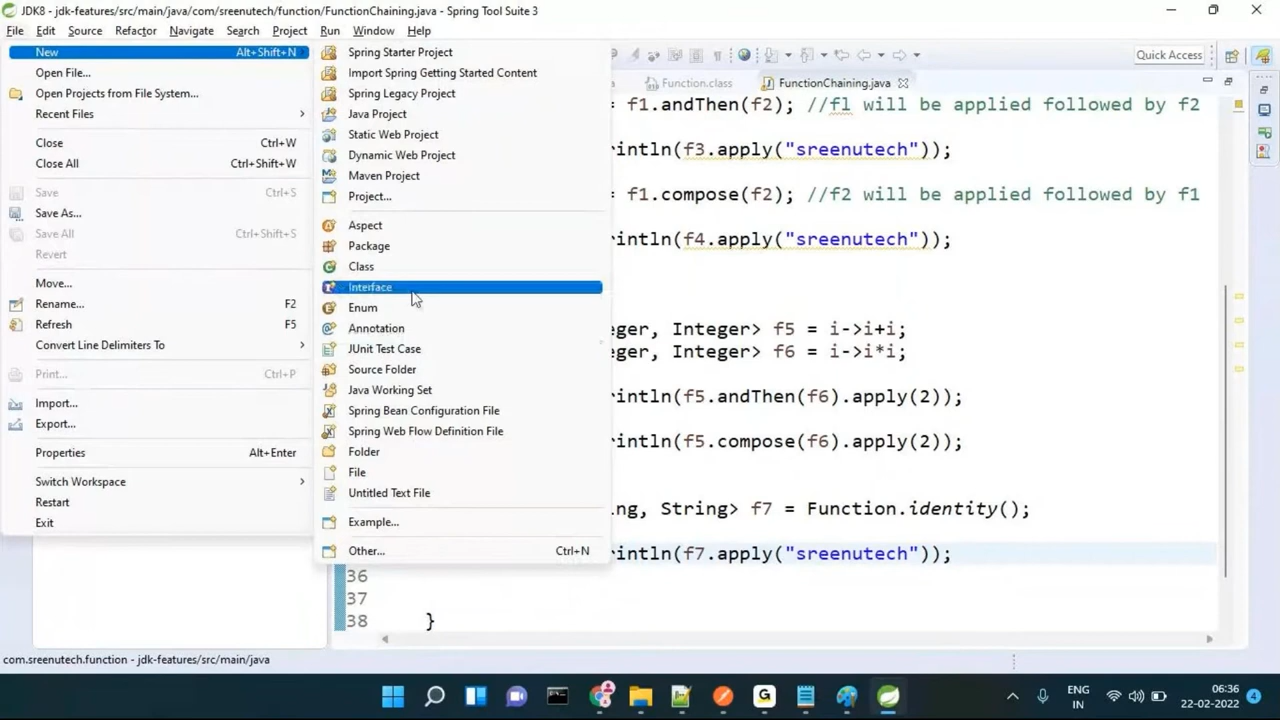 JDK8 - jdk-features/src/main/java/com/sreenutech/function/FunctionChaining.java - Spring Tool Suite 3
File Edit Source Refactor Navigate Search Project Run Window Help
New Alt+Shift+N
Open File...
Open Projects from File System...
Recent Files
Close Ctrl+W
Close All Ctrl+Shift+W
Save Ctrl+S
Save As...
Save All Ctrl+Shift+S
Revert
Move...
Rename... F2
Refresh F5
Convert Line Delimiters To
Print... Ctrl+P
Import...
Export...
Properties Alt+Enter
Switch Workspace
Restart
Exit
Spring Starter Project
Import Spring Getting Started Content
Spring Legacy Project
Java Project
Static Web Project
Dynamic Web Project
Maven Project
Project...
Aspect
Package
Class
Interface
Enum
Annotation
JUnit Test Case
Source Folder
Java Working Set
Spring Bean Configuration File
Spring Web Flow Definition File
Folder
File
Untitled Text File
Example...
Other... Ctrl+N
Quick Access
Function.class FunctionChaining.java
= f1.andThen(f2); //fl will be applied followed by f2
rintln(f3.apply("sreenutech"));
= f1.compose(f2); //f2 will be applied followed by f1
rintln(f4.apply("sreenutech"));
eger, Integer> f5 = i->i+i;
eger, Integer> f6 = i->i*i;
rintln(f5.andThen(f6).apply(2));
rintln(f5.compose(f6).apply(2));
ng, String> f7 = Function.identity();
rintln(f7.apply("sreenutech"));
36
37
38 }
com.sreenutech.function - jdk-features/src/main/java
ENG
IN
06:36
22-02-2022
4